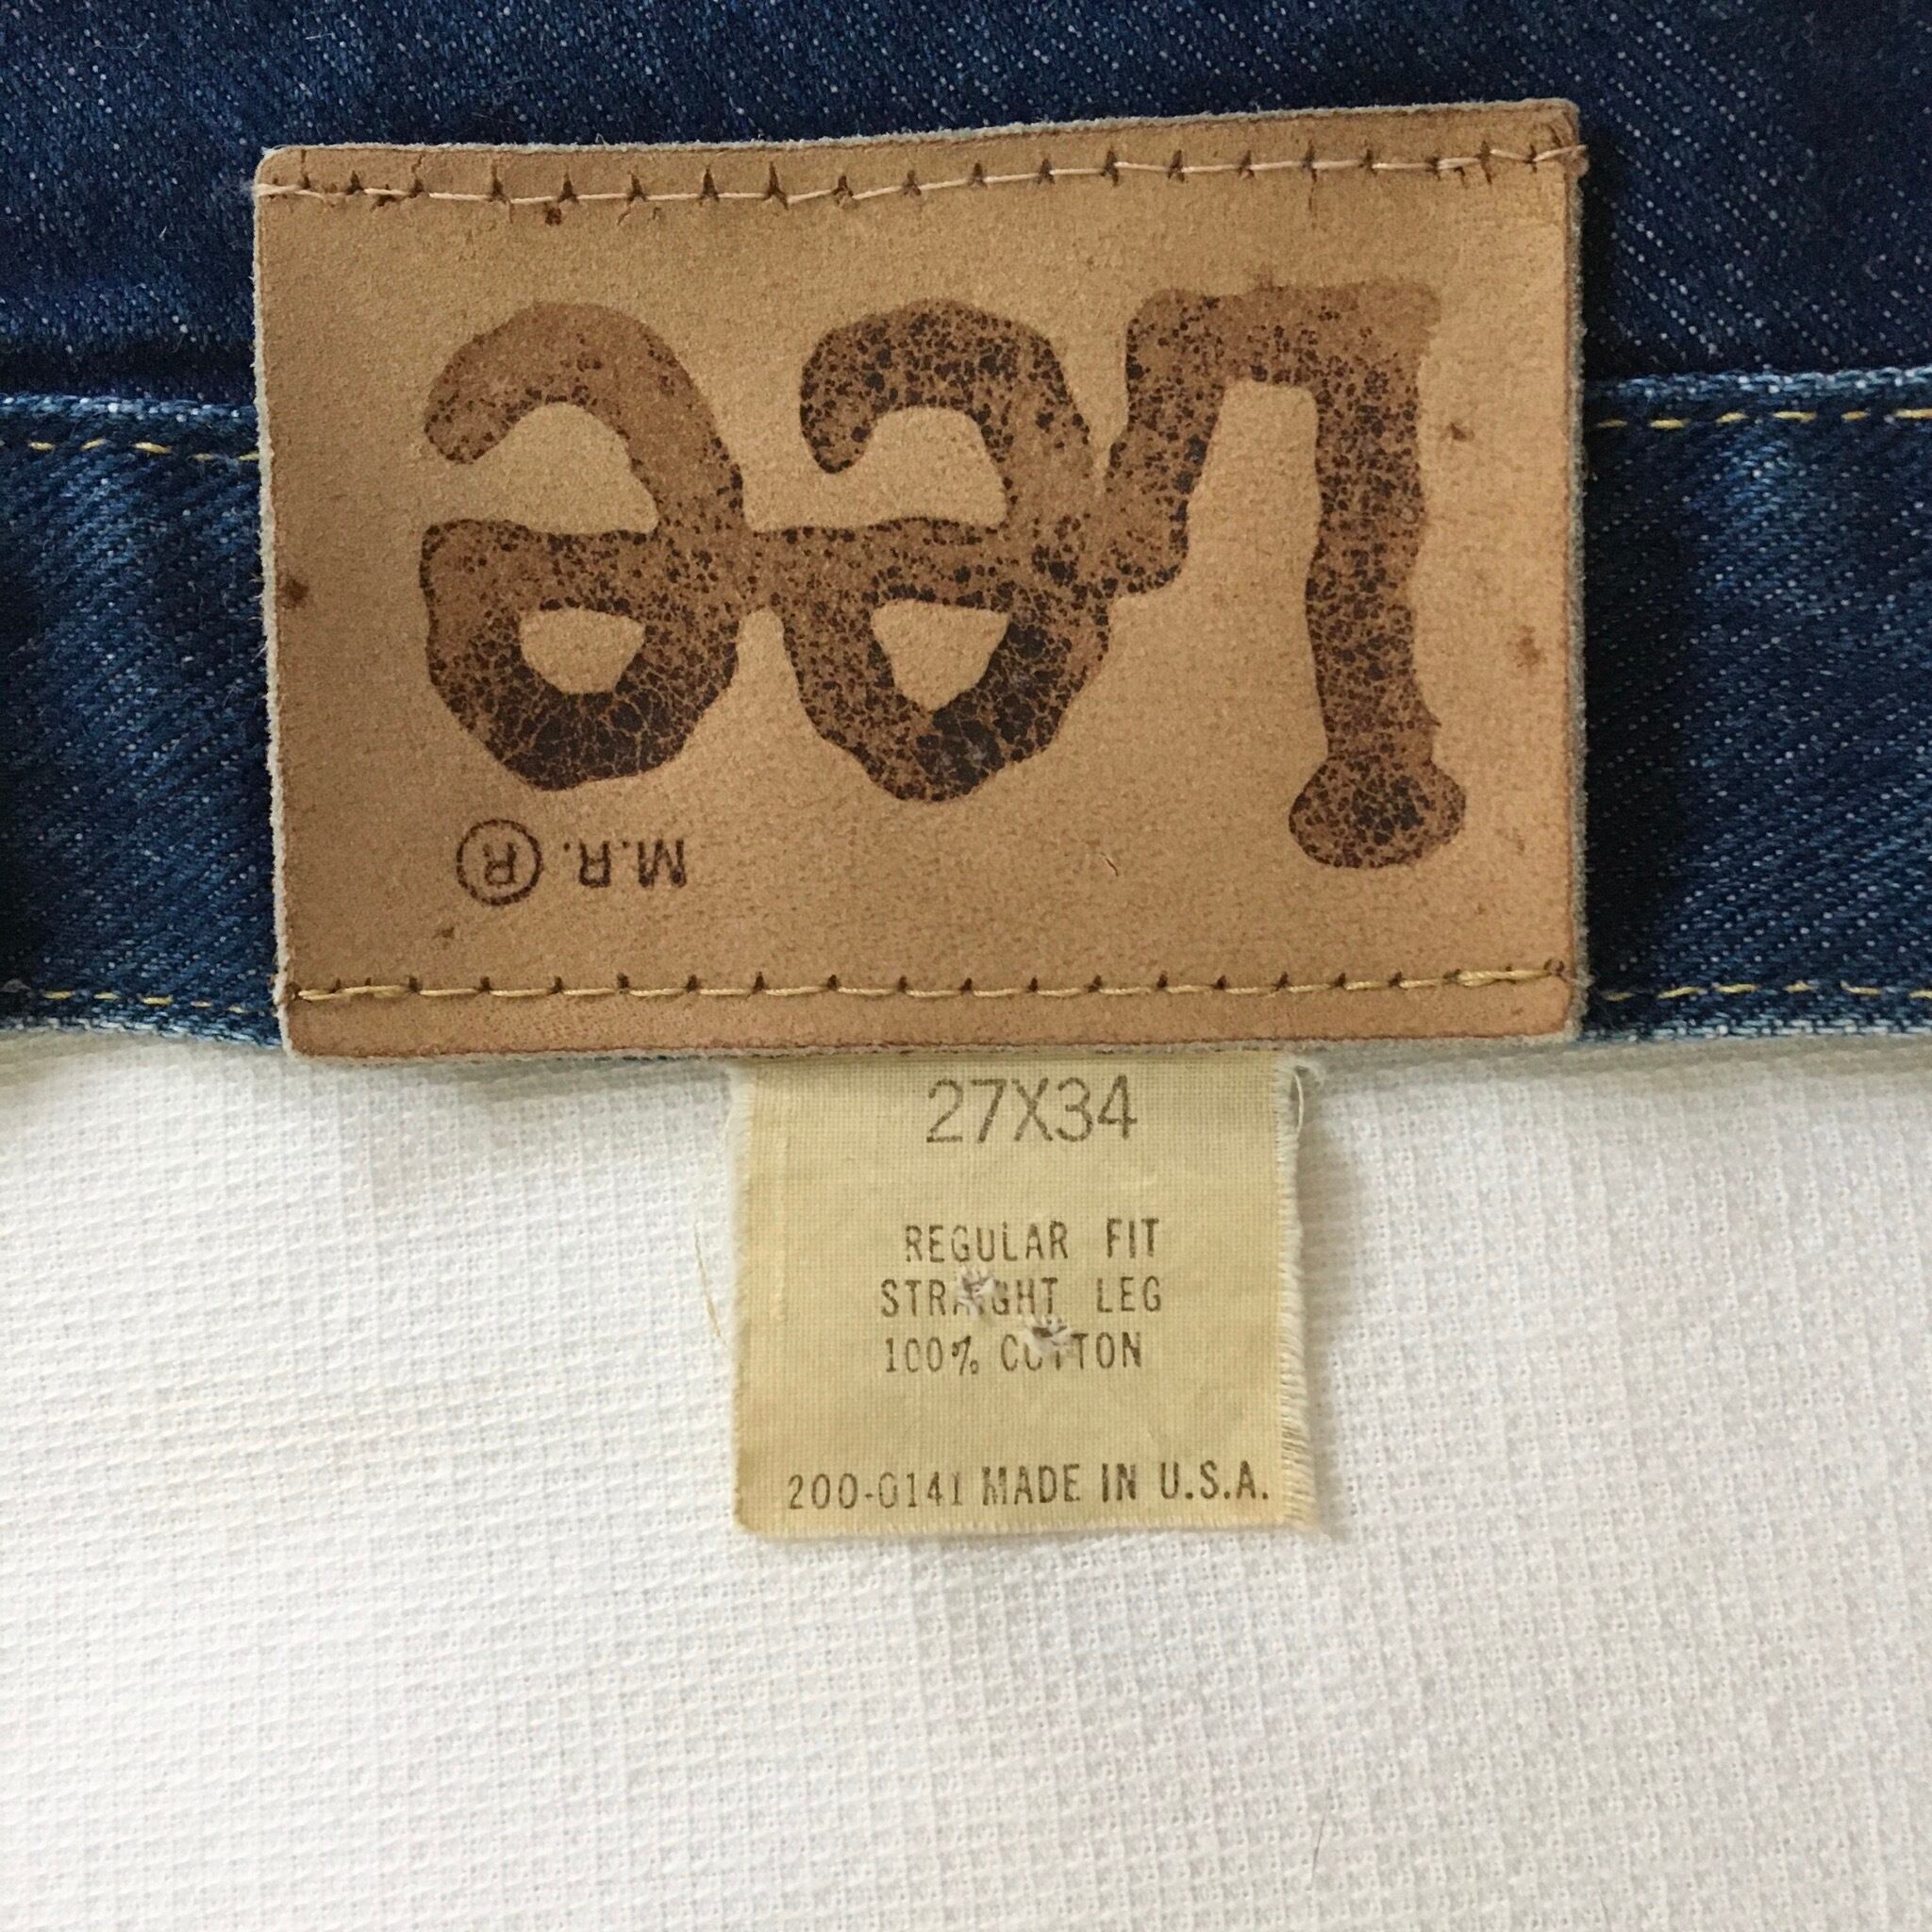 Lee
M.R. ®
27X34
REGULAR FIT
STRAIGHT LEG
100% COTTON
200-0141 MADE IN U.S.A.